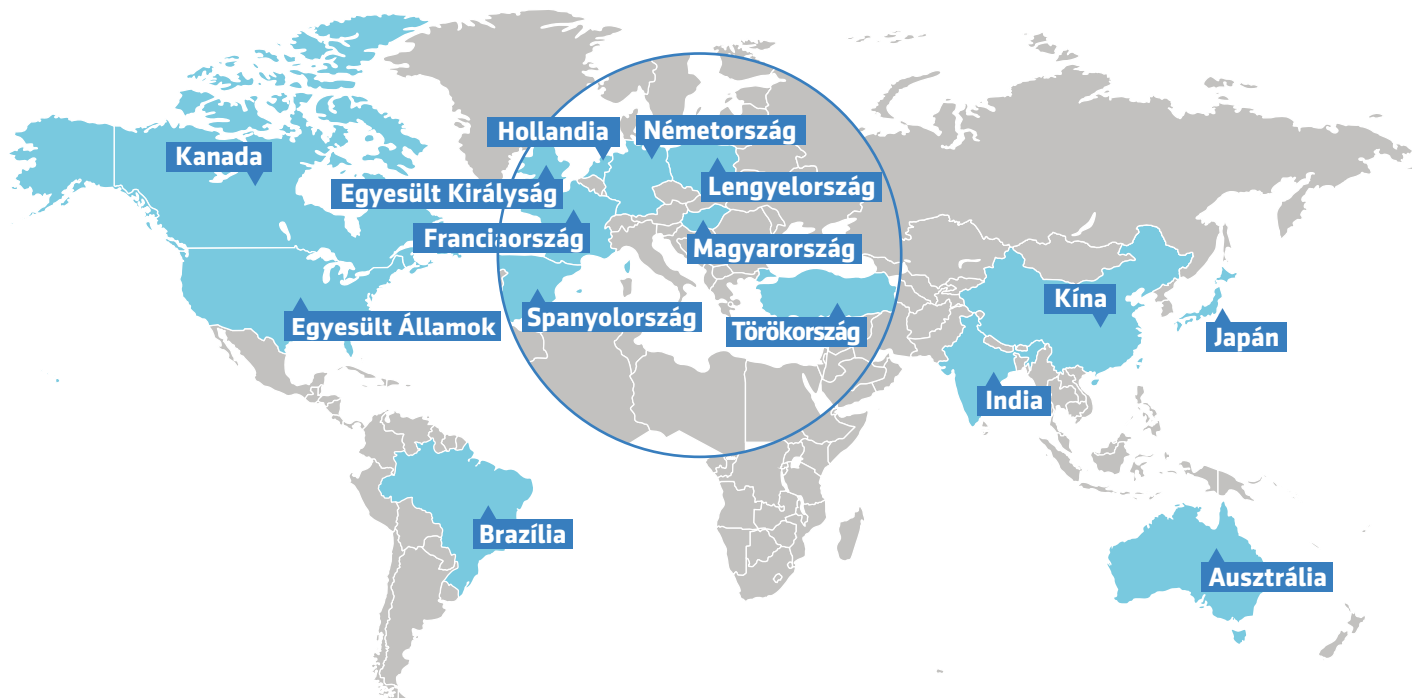 Hollandia
Németország
Kanada
Egyesült Királyság
Lengyelország
Franciaország
Magyarország
Egyesült Államok
Spanyolország
Törökország
Kína
Japán
India
Brazília
Ausztrália